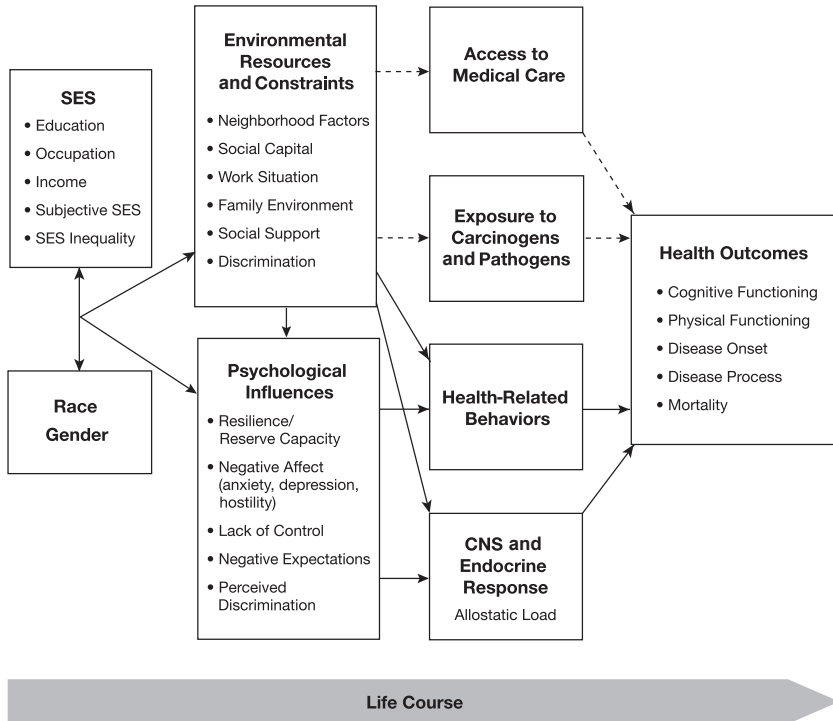 SES
• Education
• Occupation
• Income
• Subjective SES
• SES Inequality
Race
Gender
Environmental
Resources
and Constraints
• Neighborhood Factors
• Social Capital
• Work Situation
• Family Environment
• Social Support
• Discrimination
Psychological
Influences
• Resilience/
Reserve Capacity
• Negative Affect
(anxiety, depression,
hostility)
• Lack of Control
• Negative Expectations
• Perceived
Discrimination
Access to
Medical Care
Exposure to
Carcinogens
and Pathogens
Health-Related
Behaviors
CNS and
Endocrine
Response
Allostatic Load
Health Outcomes
• Cognitive Functioning
• Physical Functioning
• Disease Onset
• Disease Process
• Mortality
Life Course